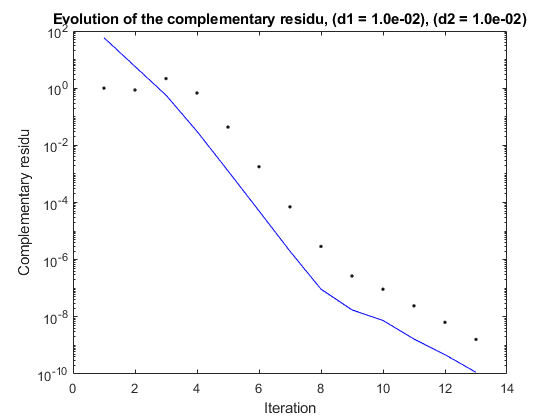 Evolution of the complementary residu, (d1 = 1.0e-02), (d2 = 1.0e-02)
Complementary residu
10^2
10^0
10^-2
10^-4
10^-6
10^-8
10^-10
0 2 4 6 8 10 12 14
Iteration